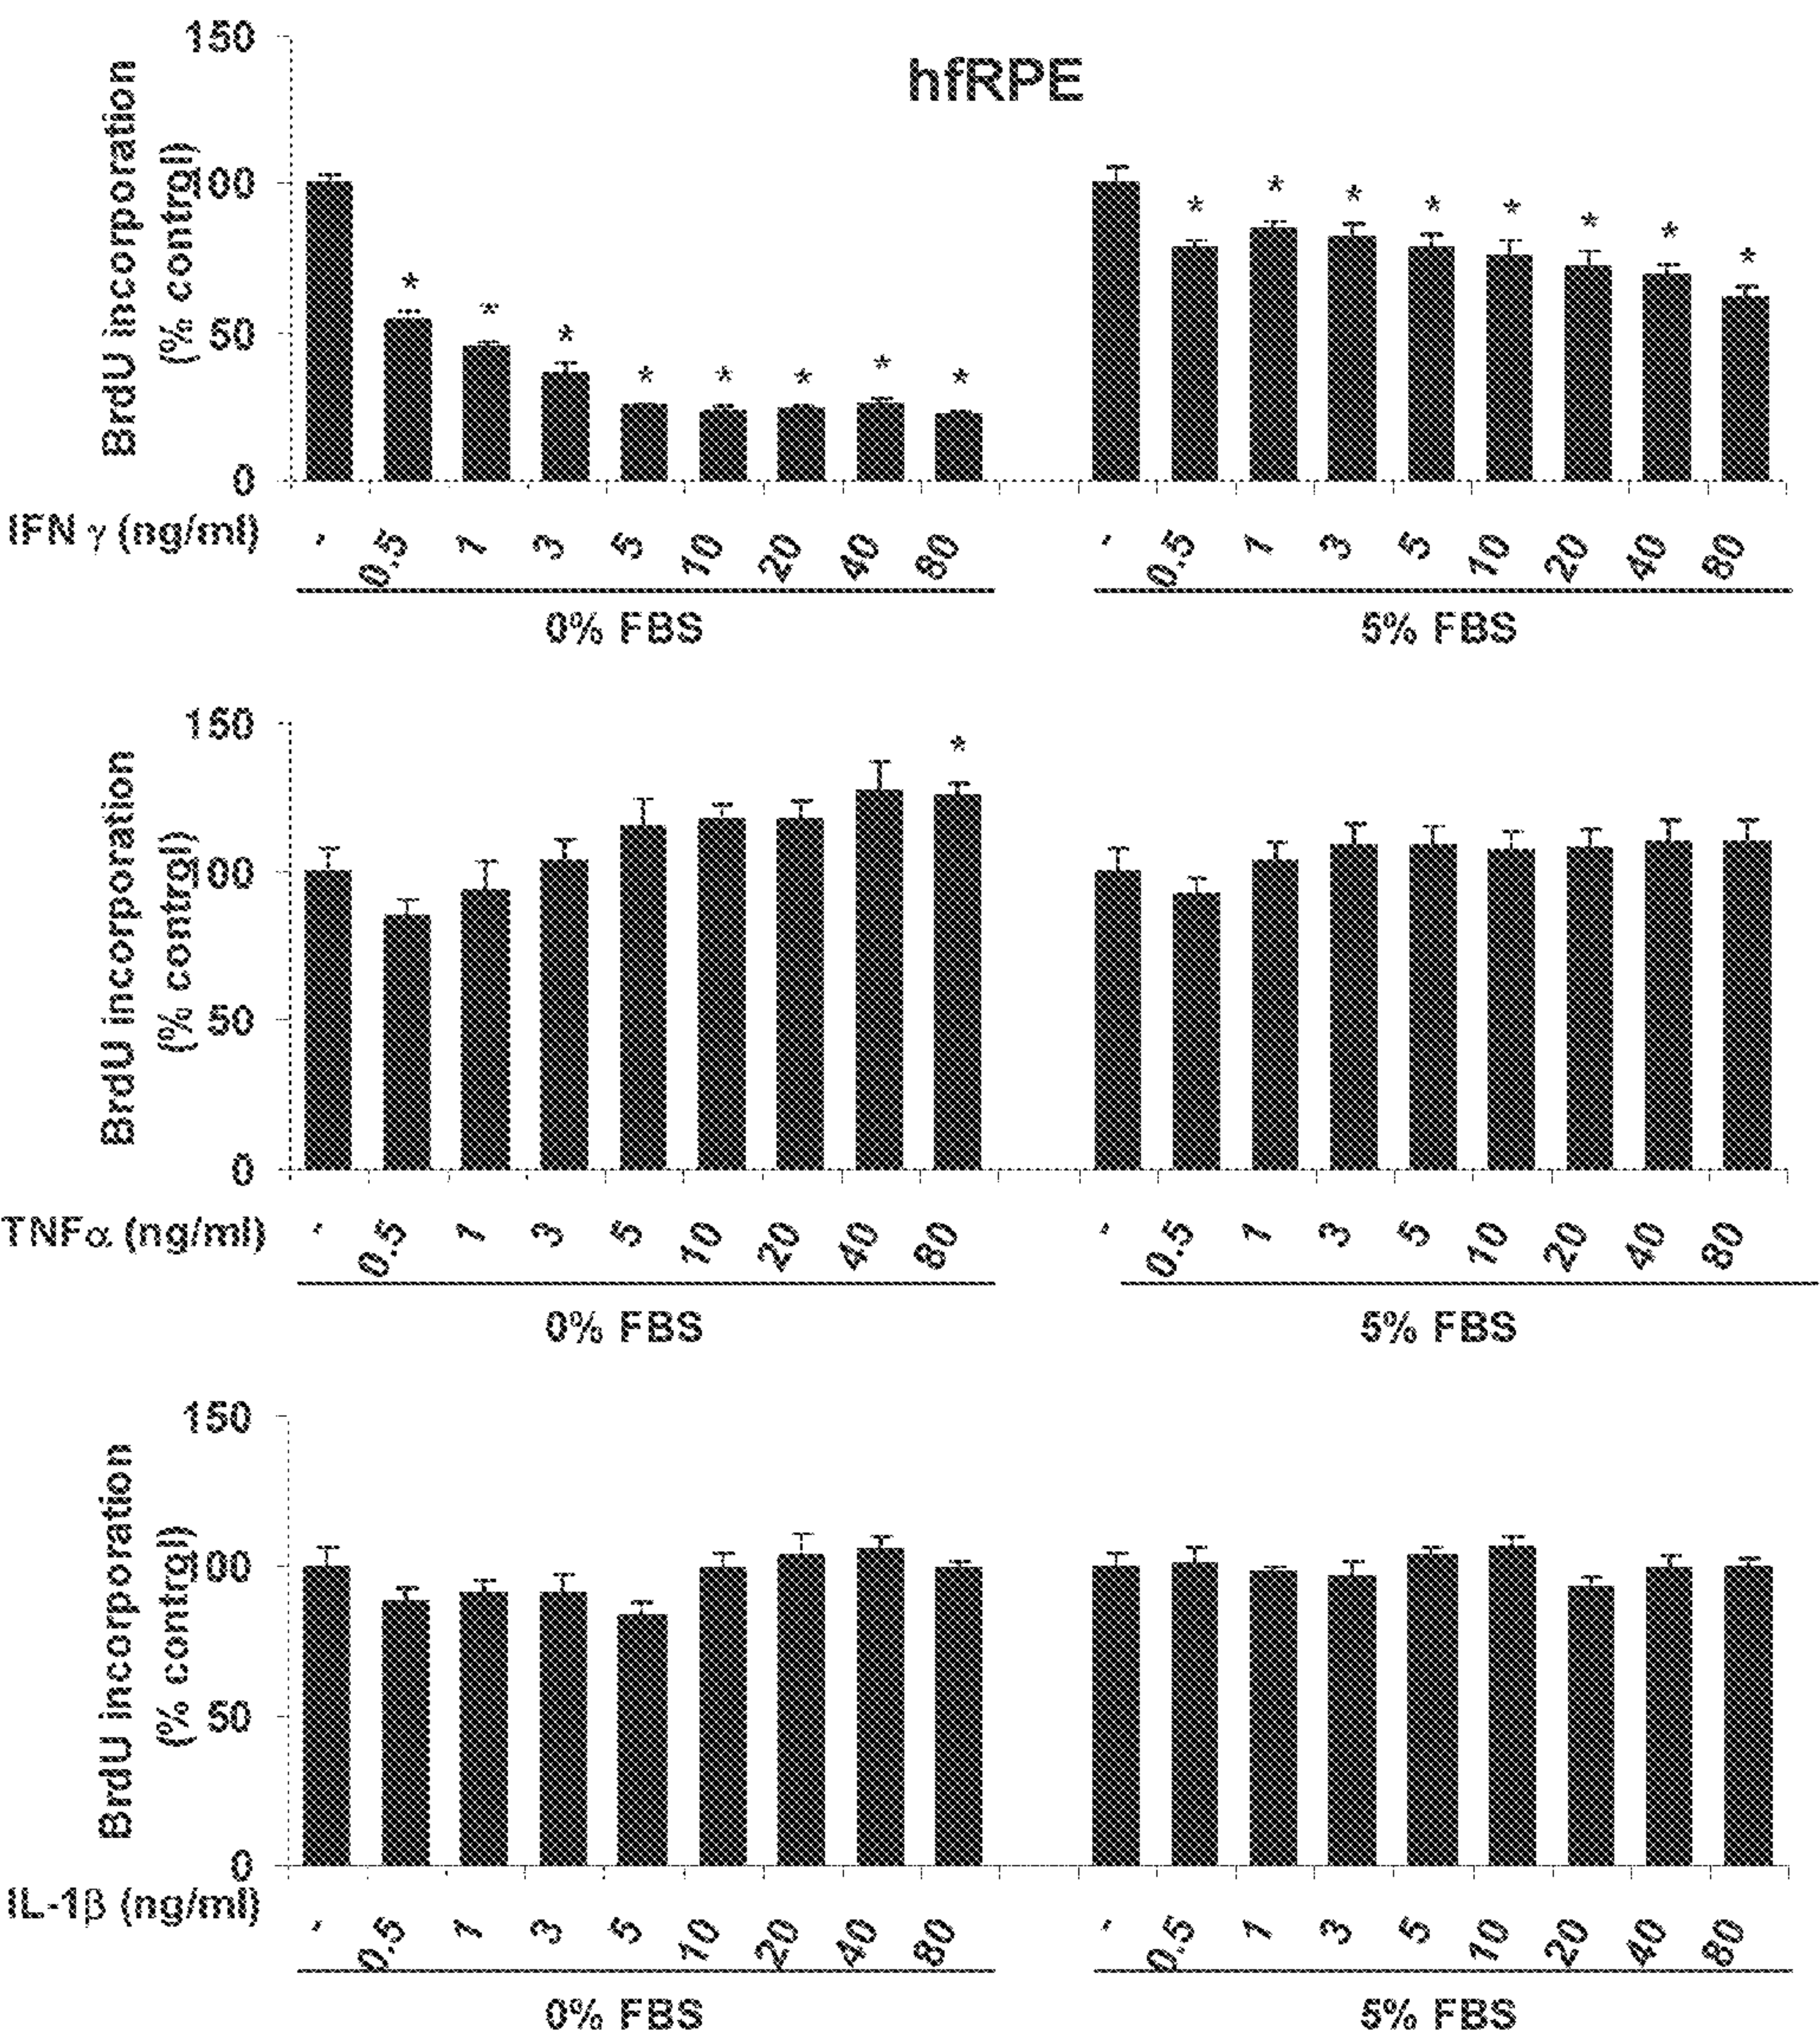 hfRPE
BrdU incorporation
(% control)
150
100
50
0
* * * * * * * * * * * * * * * *
IFN γ (ng/ml) - 0.5 1 3 5 10 20 40 80 - 0.5 1 3 5 10 20 40 80
0% FBS 5% FBS
BrdU incorporation
(% control)
150
100
50
0
*
TNFα (ng/ml) - 0.5 1 3 5 10 20 40 80 - 0.5 1 3 5 10 20 40 80
0% FBS 5% FBS
BrdU incorporation
(% control)
150
100
50
0
IL-1β (ng/ml) - 0.5 1 3 5 10 20 40 80 - 0.5 1 3 5 10 20 40 80
0% FBS 5% FBS